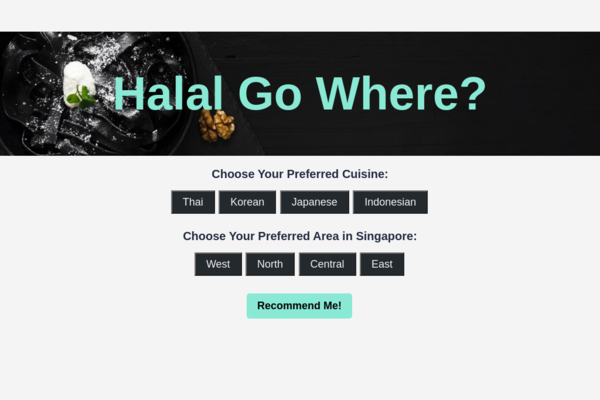 Halal Go Where?
Choose Your Preferred Cuisine:
Thai Korean Japanese Indonesian
Choose Your Preferred Area in Singapore:
West North Central East
Recommend Me!